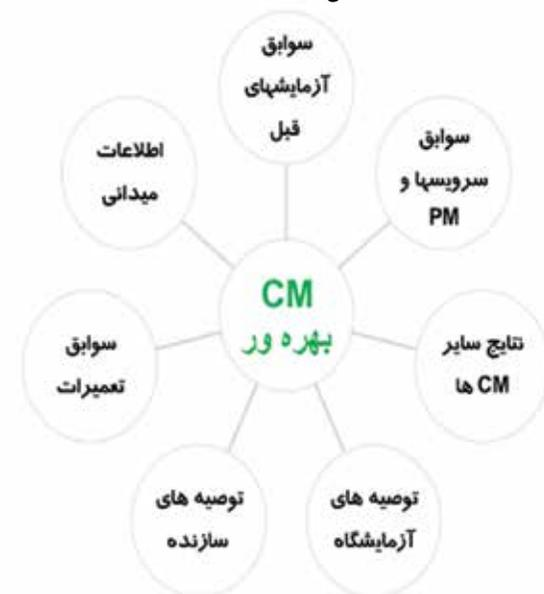 سوابق
آزمایشهای
قبل
سوابق
سرویسها و
PM
نتایج سایر
CM ها
توصیه های
آزمایشگاه
توصیه های
سازنده
سوابق
تعمیرات
اطلاعات
میدانی
CM
بهره ور